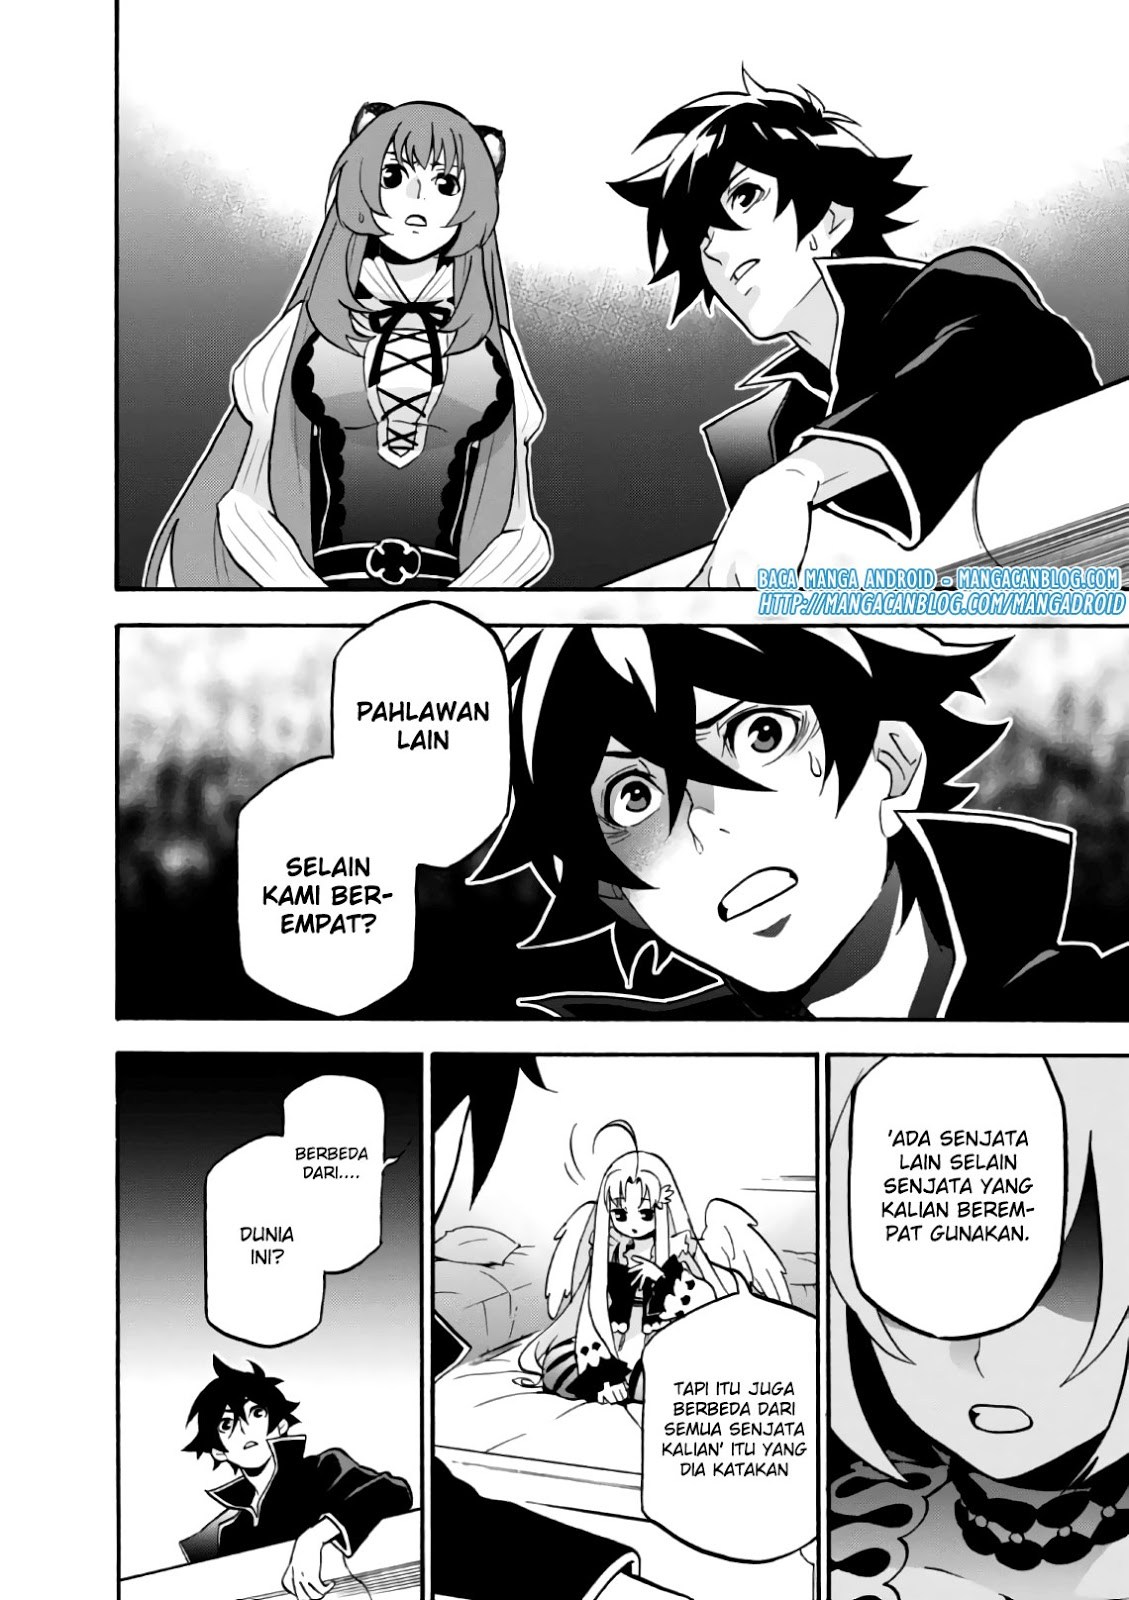 BACA MANGA ANDROID - MANGACANBLOG.COM
HTTP://MANGACANBLOG.COM/MANGADROID
PAHLAWAN
LAIN
SELAIN
KAMI BER-
EMPAT?
'ADA SENJATA
LAIN SELAIN
SENJATA YANG
KALIAN BEREM-
PAT GUNAKAN.
TAPI ITU JUGA
BERBEDA DARI
SEMUA SENJATA
KALIAN' ITU YANG
DIA KATAKAN
BERBEDA
DARI....
DUNIA
INI?